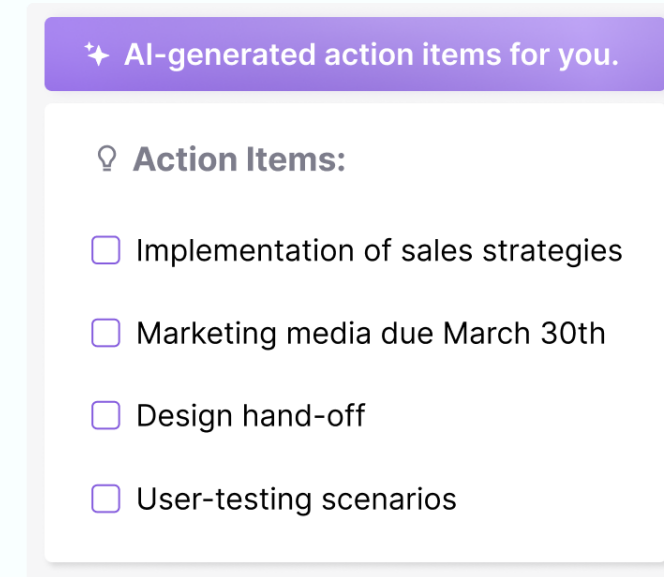 AI-generated action items for you.
Action Items:
Implementation of sales strategies
Marketing media due March 30th
Design hand-off
User-testing scenarios